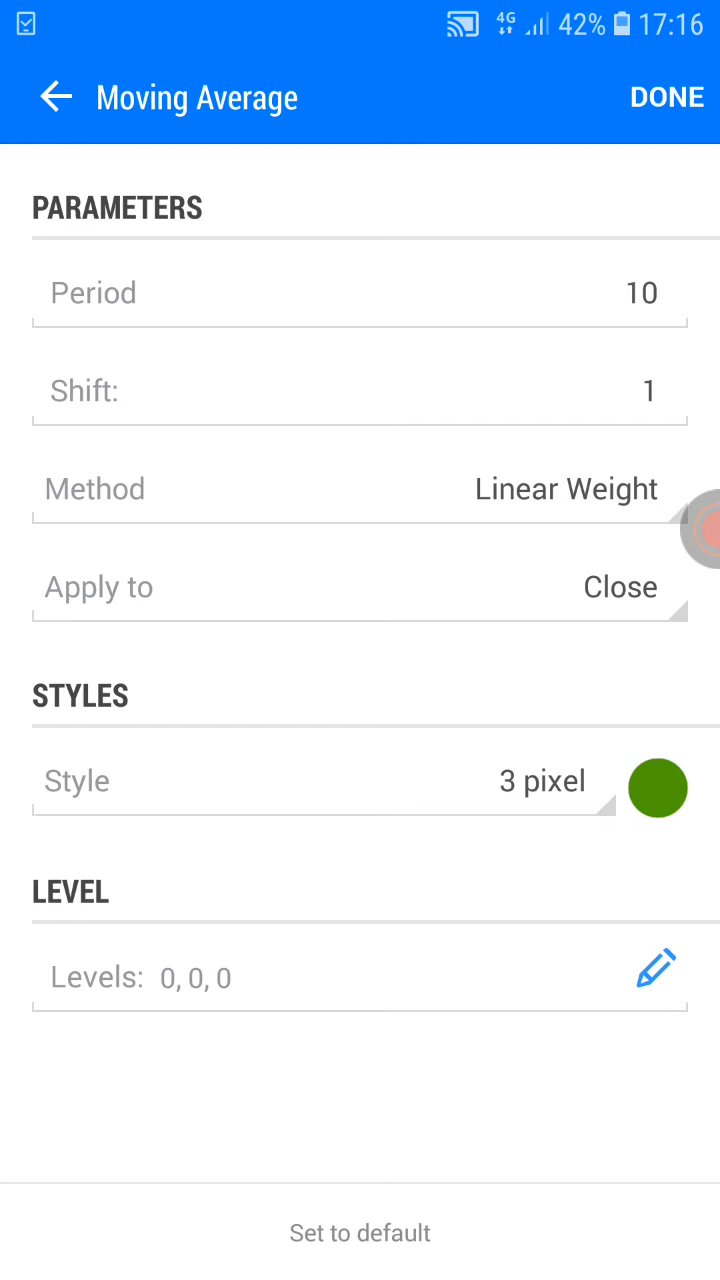 4G 42% 17:16
Moving Average DONE
PARAMETERS
Period 10
Shift: 1
Method Linear Weight
Apply to Close
STYLES
Style 3 pixel
LEVEL
Levels: 0, 0, 0
Set to default